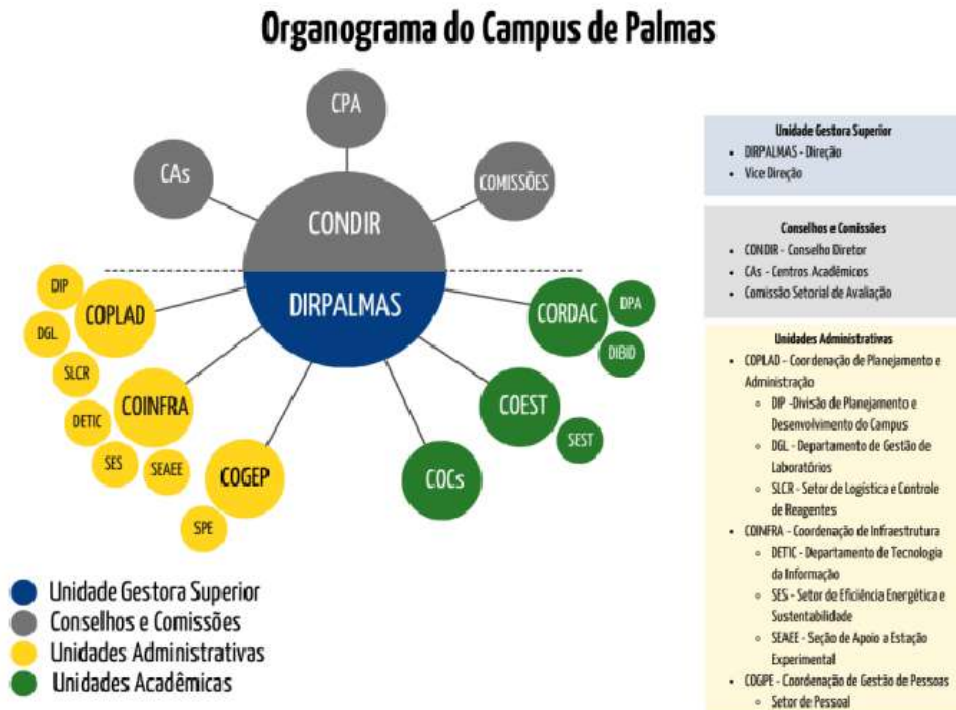 Organograma do Campus de Palmas
CPA
CAs
COMISSÕES
CONDIR
DIRPALMAS
DIP
COPLAD
DGL
SLCR
COINFRA
DETIC
SES
SEAEE
COGEP
SPE
CORDAC
DPA
DIBID
COEST
SEST
COCs
Unidade Gestora Superior
Conselhos e Comissões
Unidades Administrativas
Unidades Acadêmicas
Unidade Gestora Superior
• DIRPALMAS - Direção
• Vice Direção
Conselhos e Comissões
• CONDIR - Conselho Diretor
• CAs - Centros Acadêmicos
• Comissão Setorial de Avaliação
Unidades Administrativas
• COPLAD - Coordenação de Planejamento e
Administração
◦ DIP -Divisão de Planejamento e
Desenvolvimento do Campus
◦ DGL - Departamento de Gestão de
Laboratórios
◦ SLCR - Setor de Logística e Controle
de Reagentes
• COINFRA - Coordenação de Infraestrutura
◦ DETIC - Departamento de Tecnologia
da Informação
◦ SES - Setor de Eficiência Energética e
Sustentabilidade
◦ SEAEE - Seção de Apoio a Estação
Experimental
• COGIPE - Coordenação de Gestão de Pessoas
◦ Setor de Pessoal